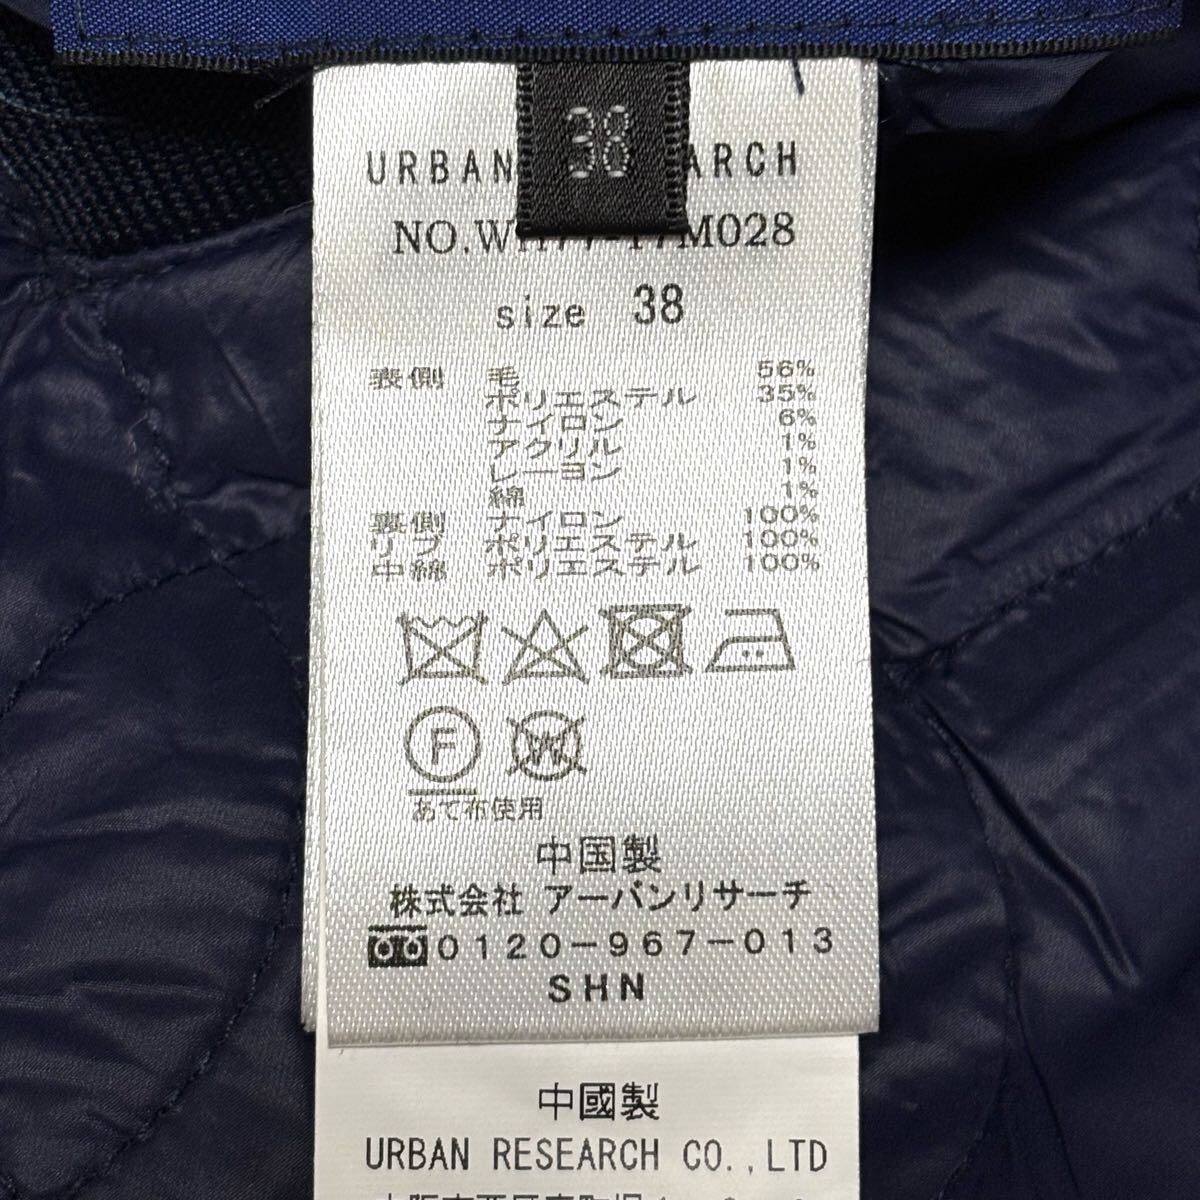 38
URBAN ARCH
NO. M028
size 38
表側 毛 56%
ポリエステル 35%
ナイロン 6%
アクリル 1%
レーヨン 1%
綿 1%
裏側 ナイロン 100%
リブ ポリエステル 100%
中綿 ポリエステル 100%
F W
あて布使用
中国製
株式会社 アーバンリサーチ
0120-967-013
SHN
中國製
URBAN RESEARCH CO.,LTD